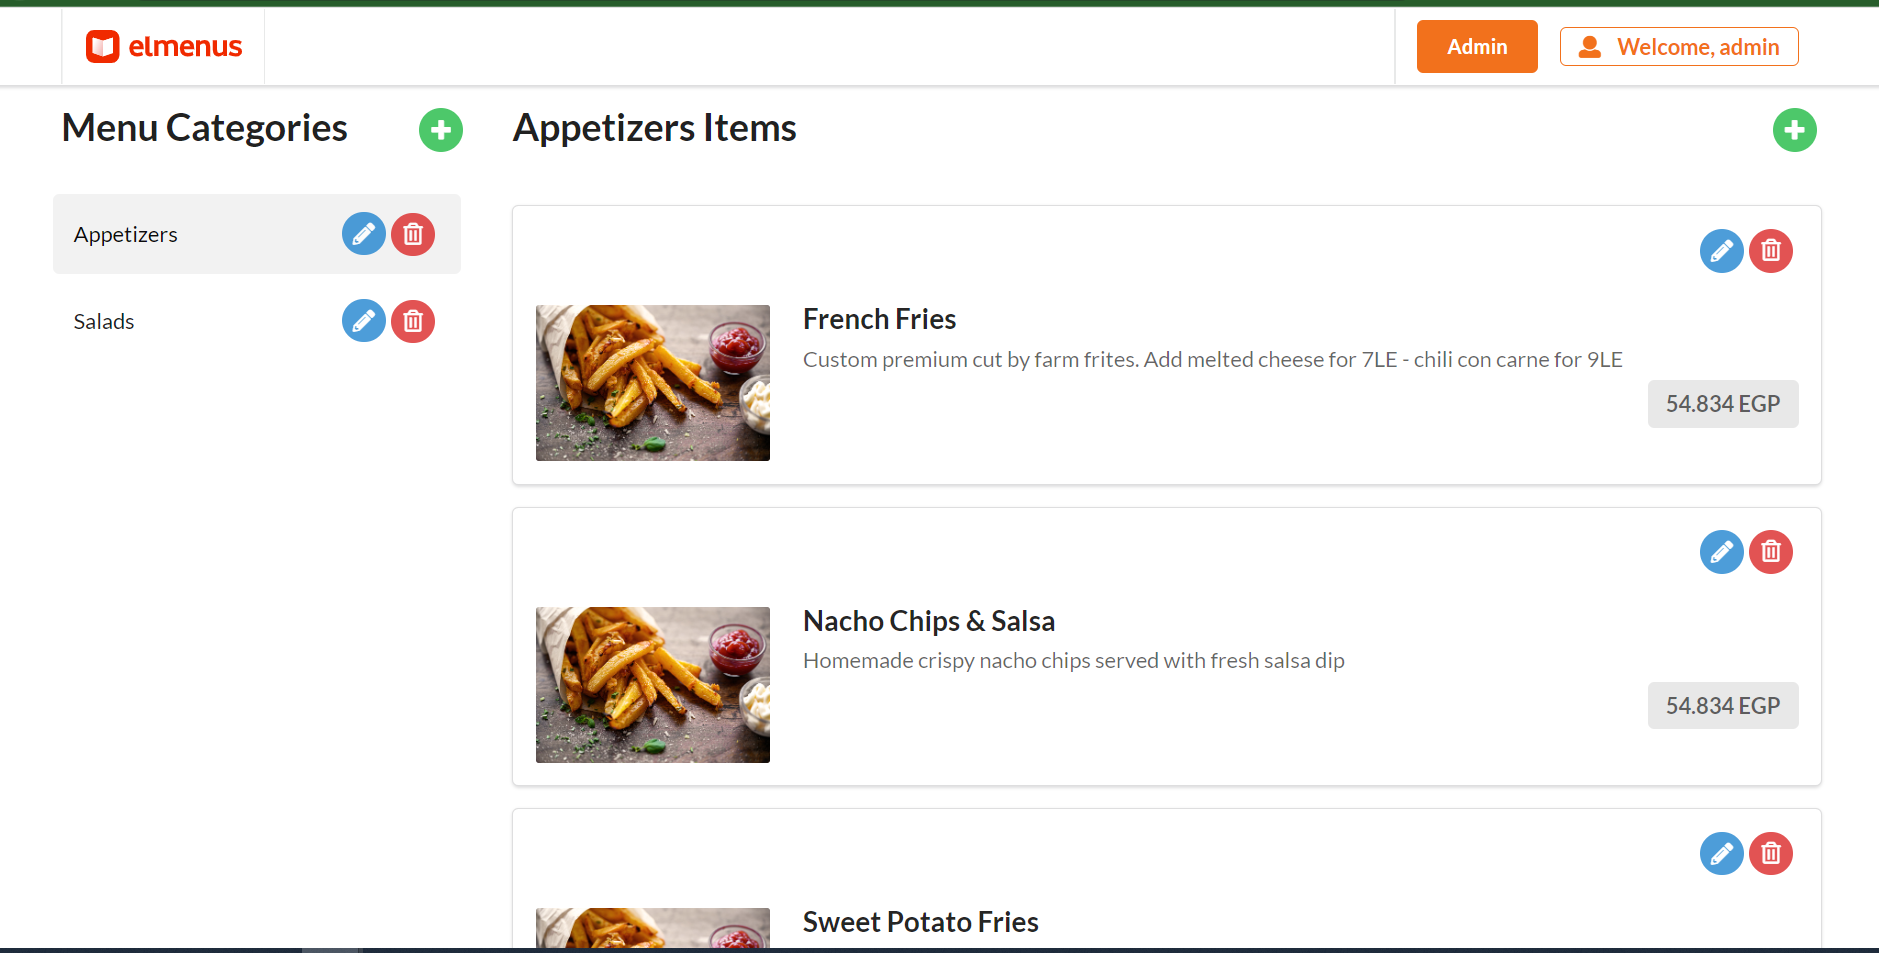 elmenus
Admin
Welcome, admin
Menu Categories
Appetizers
Salads
Appetizers Items
French Fries
Custom premium cut by farm frites. Add melted cheese for 7LE - chili con carne for 9LE
54.834 EGP
Nacho Chips & Salsa
Homemade crispy nacho chips served with fresh salsa dip
54.834 EGP
Sweet Potato Fries